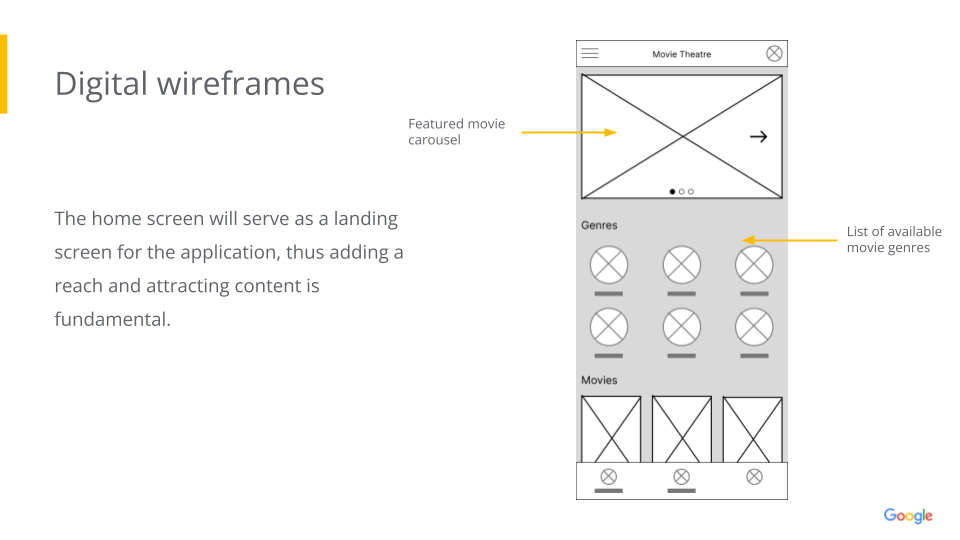 Digital wireframes
The home screen will serve as a landing
screen for the application, thus adding a
reach and attracting content is
fundamental.
Featured movie
carousel
Movie Theatre
Genres
Movies
List of available
movie genres
Google